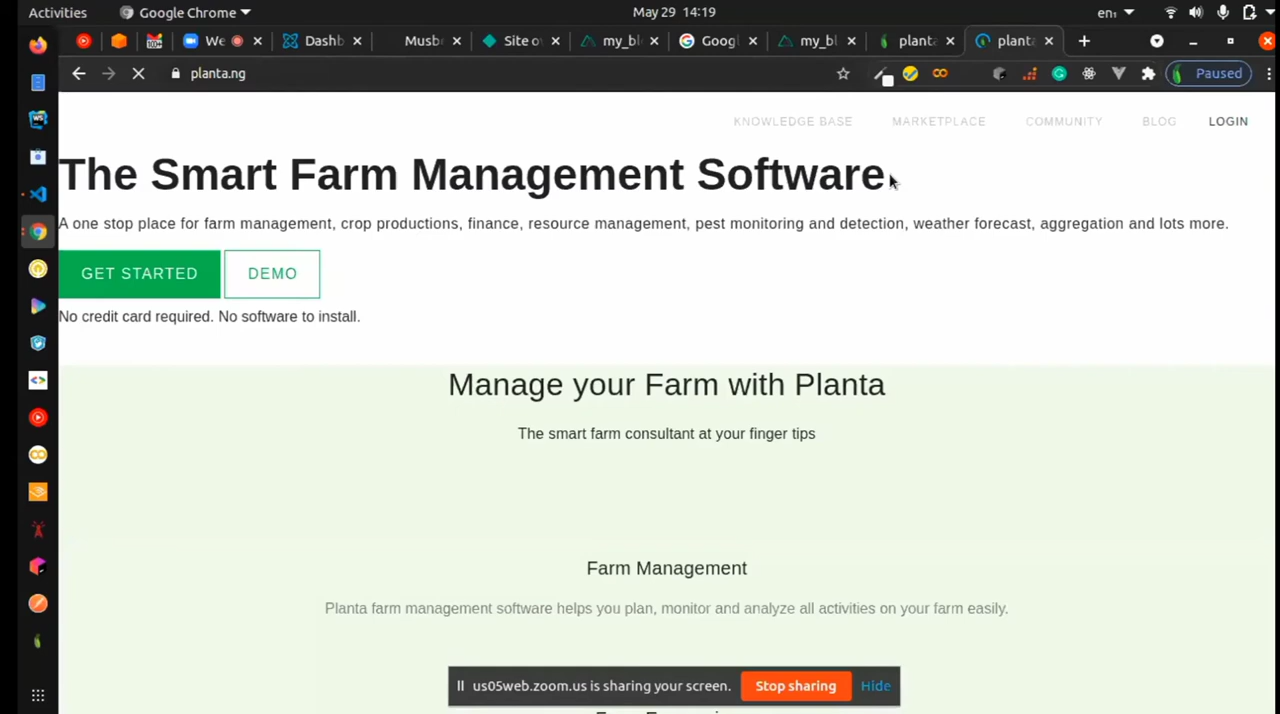 Activities
Google Chrome
May 29 14:19
en₁
We
Dashb
Musb
Site o
my_bl
Googl
my_bl
planta
planta
planta.ng
Paused
KNOWLEDGE BASE
MARKETPLACE
COMMUNITY
BLOG
LOGIN
The Smart Farm Management Software
A one stop place for farm management, crop productions, finance, resource management, pest monitoring and detection, weather forecast, aggregation and lots more.
GET STARTED
DEMO
No credit card required. No software to install.
Manage your Farm with Planta
The smart farm consultant at your finger tips
Farm Management
Planta farm management software helps you plan, monitor and analyze all activities on your farm easily.
us05web.zoom.us is sharing your screen.
Stop sharing
Hide